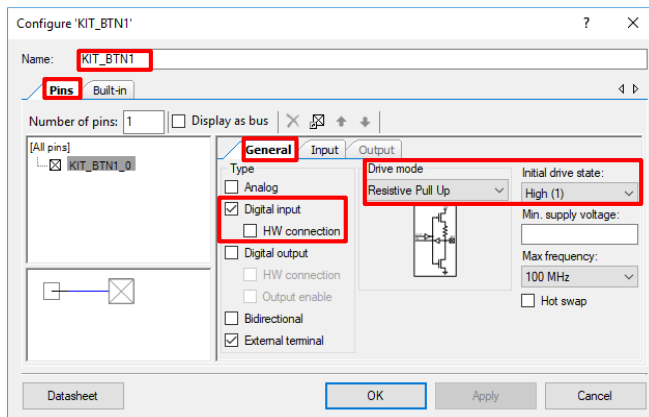 Configure 'KIT_BTN1'
? ×
Name: KIT_BTN1
Pins Built-in
Number of pins: 1 Display as bus
[All pins]
KIT_BTN1_0
General Input Output
Type
Analog
Digital input
HW connection
Digital output
HW connection
Output enable
Bidirectional
External terminal
Drive mode
Resistive Pull Up
Initial drive state:
High (1)
Min. supply voltage:
Max frequency:
100 MHz
Hot swap
Datasheet OK Apply Cancel